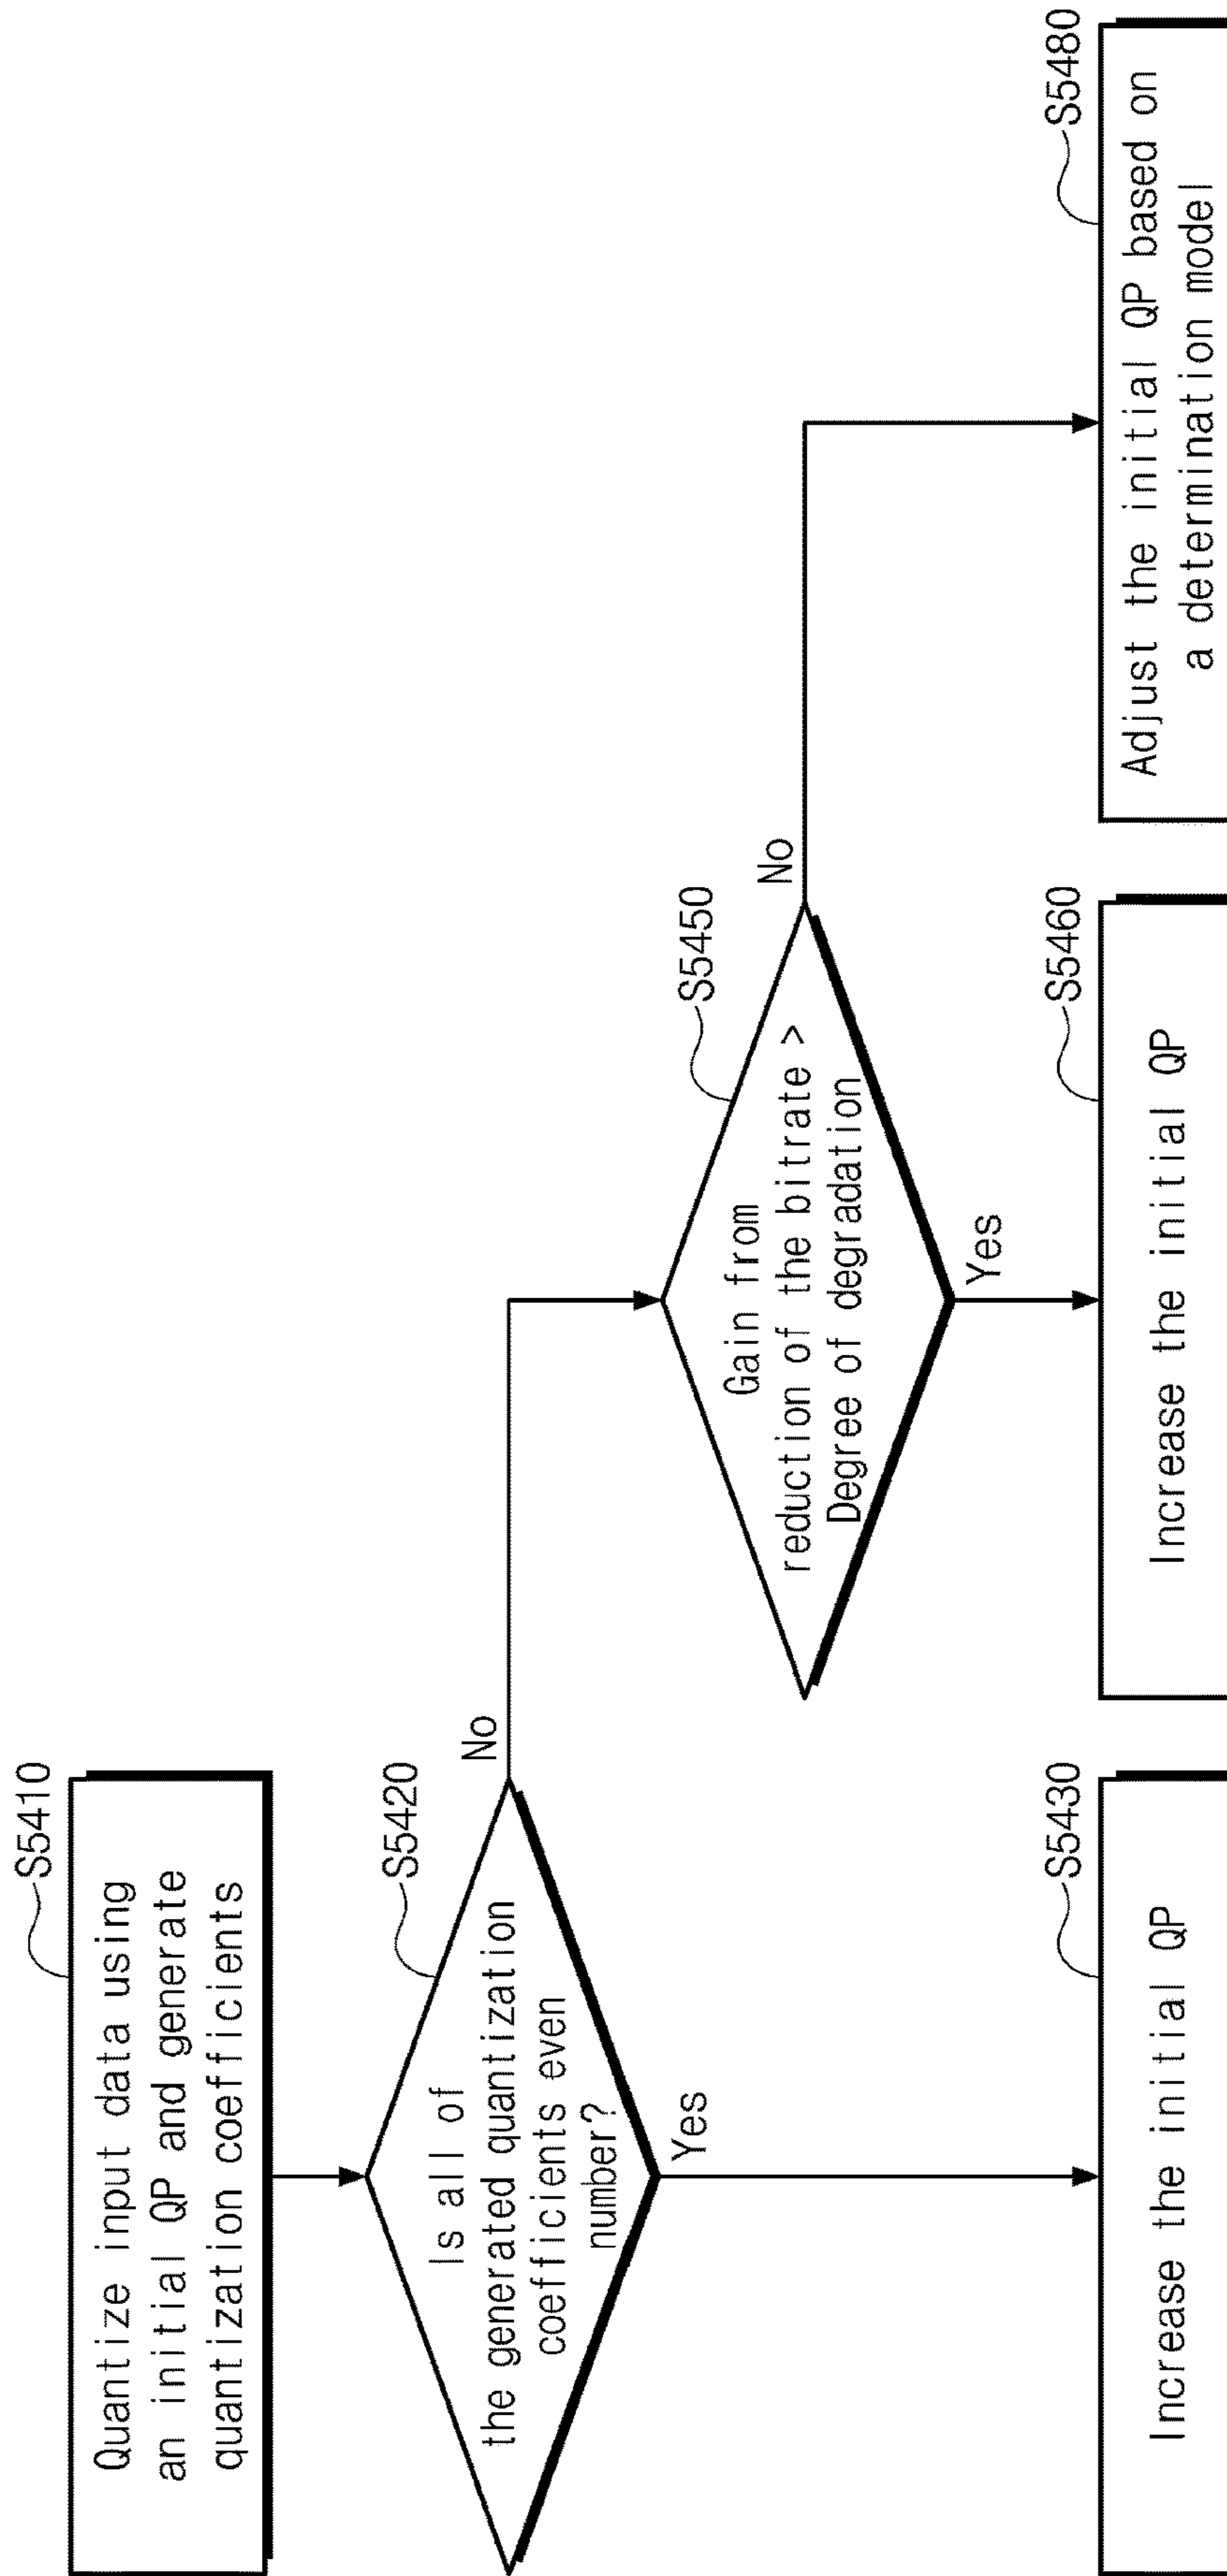 S5410
Quantize input data using
an initial QP and generate
quantization coefficients
S5420
Is all of
the generated quantization
coefficients even
number?
No
Yes
S5450
Gain from
reduction of the bitrate >
Degree of degradation
No
Yes
S5430
Increase the initial QP
S5460
Increase the initial QP
S5480
Adjust the initial QP based on
a determination model